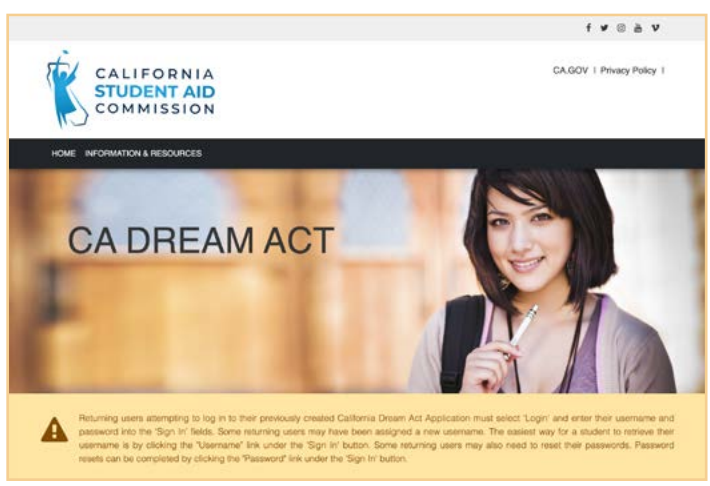 CA.GOV | Privacy Policy |
CALIFORNIA
STUDENT AID
COMMISSION
HOME INFORMATION & RESOURCES
CA DREAM ACT
Returning users attempting to log in to their previously created California Dream Act Application must select 'Login' and enter their username and
password into the 'Sign In' fields. Some returning users may have been assigned a new username. The easiest way for a student to retrieve their
username is by clicking the "Username" link under the 'Sign In' button. Some returning users may also need to reset their passwords. Password
resets can be completed by clicking the "Password" link under the 'Sign In' button.